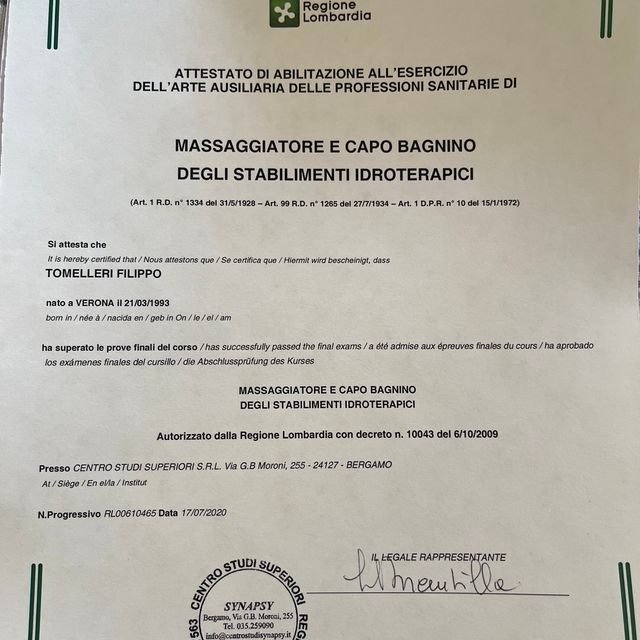 Regione
Lombardia
ATTESTATO DI ABILITAZIONE ALL'ESERCIZIO
DELL'ARTE AUSILIARIA DELLE PROFESSIONI SANITARIE DI
MASSAGGIATORE E CAPO BAGNINO
DEGLI STABILIMENTI IDROTERAPICI
(Art. 1 R.D. n° 1334 del 31/5/1928 – Art. 99 R.D. n° 1265 del 27/7/1934 – Art. 1 D.P.R. n° 10 del 15/1/1972)
Si attesta che
It is hereby certified that / Nous attestons que / Se certifica que / Hiermit wird bescheinigt, dass
TOMELLERI FILIPPO
nato a VERONA il 21/03/1993
born in / née à / nacida en / geb in On / le / el / am
ha superato le prove finali del corso / has successfully passed the final exams / a été admise aux épreuves finales du cours / ha aprobado
los exámenes finales del cursillo / die Abschlussprüfung des Kurses
MASSAGGIATORE E CAPO BAGNINO
DEGLI STABILIMENTI IDROTERAPICI
Autorizzato dalla Regione Lombardia con decreto n. 10043 del 6/10/2009
Presso CENTRO STUDI SUPERIORI S.R.L. Via G.B Moroni, 255 - 24127 - BERGAMO
At / Siège / En el/la / Institut
N.Progressivo RL00610465 Data 17/07/2020
IL LEGALE RAPPRESENTANTE
563 CENTRO STUDI SUPERIORI REG
SYNAPSY
Bergamo, Via G.B. Moroni, 255
Tel. 035.259090
info@centrostudisynapsy.it